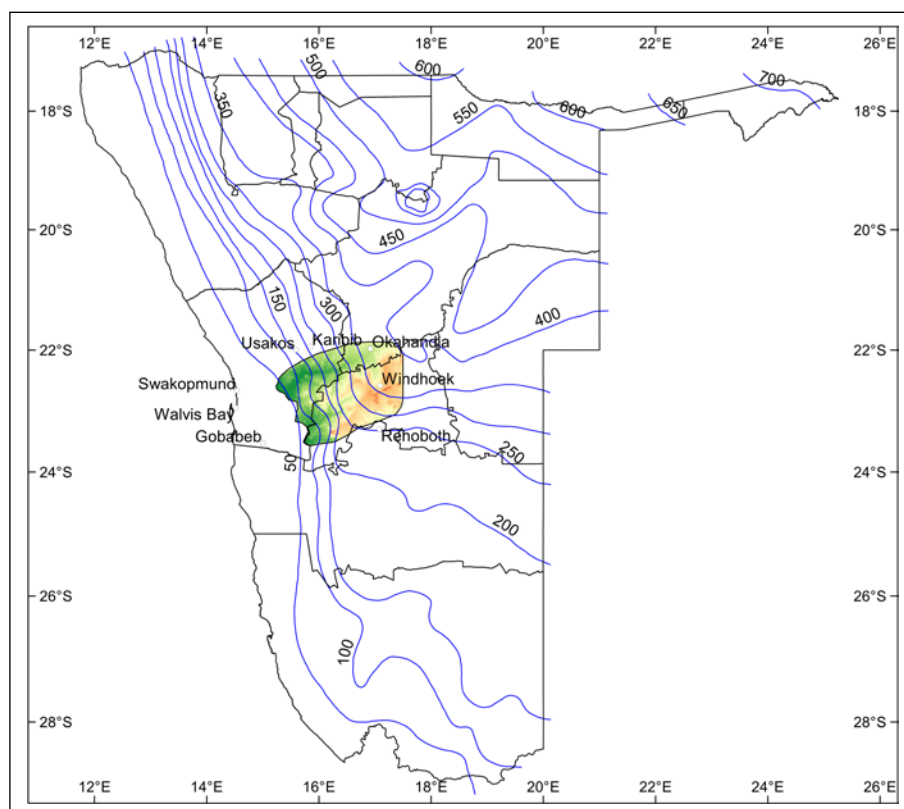 12°E 14°E 16°E 18°E 20°E 22°E 24°E 26°E
500
600
700
350
550
600
650
18°S 18°S
20°S 20°S
450
150
300
400
Usakos Karibib Okahandja
22°S 22°S
Swakopmund
Windhoek
Walvis Bay
Gobabeb
Rehoboth
50
250
24°S 24°S
200
26°S 26°S
100
28°S 28°S
12°E 14°E 16°E 18°E 20°E 22°E 24°E 26°E